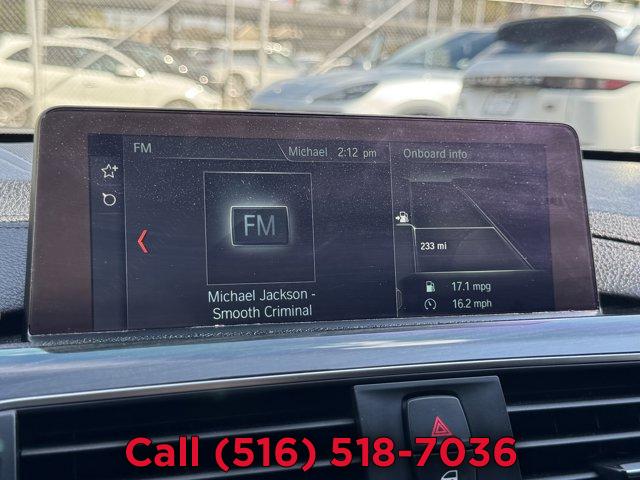 FM
Michael 2:12 pm
Onboard info
FM
233 mi
Michael Jackson -
Smooth Criminal
17.1 mpg
16.2 mph
Call (516) 518-7036